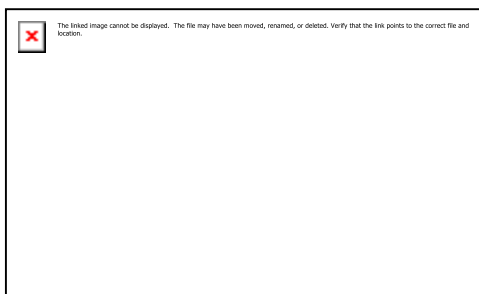 The linked image cannot be displayed.  The file may have been moved, renamed, or deleted. Verify that the link points to the correct file and
location.